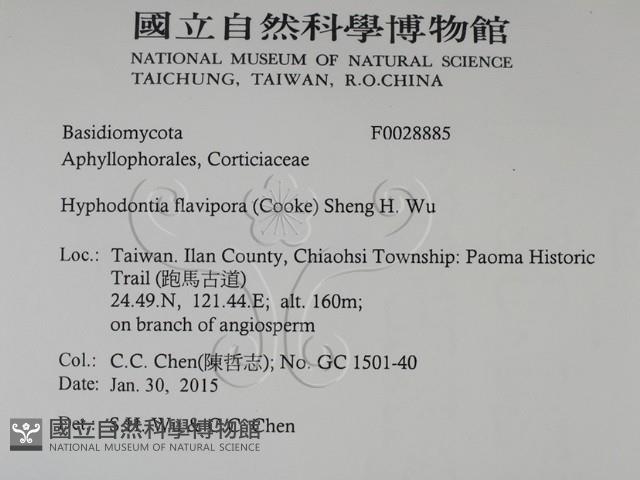 國立自然科學博物館
NATIONAL MUSEUM OF NATURAL SCIENCE
TAICHUNG, TAIWAN, R.O.CHINA
Basidiomycota F0028885
Aphyllophorales, Corticiaceae
Hyphodontia flavipora (Cooke) Sheng H. Wu
Loc.: Taiwan. Ilan County, Chiaohsi Township: Paoma Historic
Trail (跑馬古道)
24.49.N, 121.44.E; alt. 160m;
on branch of angiosperm
Col.: C.C. Chen(陳哲志); No. GC 1501-40
Date: Jan. 30, 2015
Det.: S.H. Wu & C.C. Chen
國立自然科學博物館
NATIONAL MUSEUM OF NATURAL SCIENCE